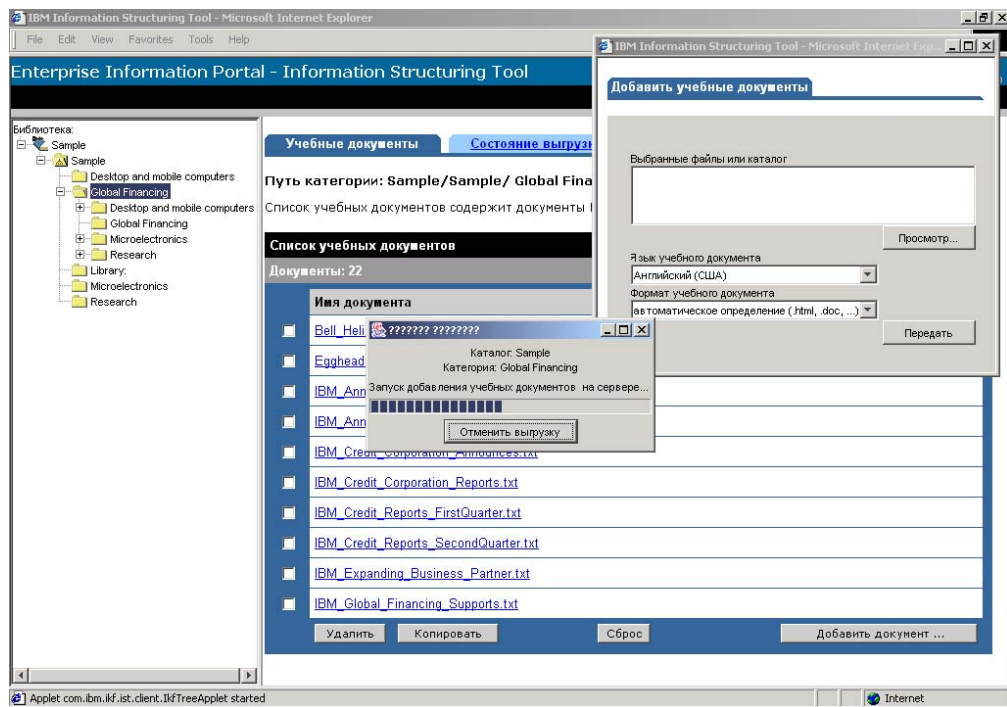 IBM Information Structuring Tool - Microsoft Internet Explorer
File Edit View Favorites Tools Help
Enterprise Information Portal - Information Structuring Tool
Библиотека:
Sample
Sample
Desktop and mobile computers
Global Financing
Desktop and mobile computers
Global Financing
Microelectronics
Research
Library:
Microelectronics
Research
Учебные документы
Состояние выгрузк
Путь категории: Sample/Sample/ Global Fina
Список учебных документов содержит документы
Список учебных документов
Документы: 22
Имя документа
Bell_Heli
Egghead
IBM_Ann
IBM_Ann
IBM_Credit_Corporation_Announces.txt
IBM_Credit_Corporation_Reports.txt
IBM_Credit_Reports_FirstQuarter.txt
IBM_Credit_Reports_SecondQuarter.txt
IBM_Expanding_Business_Partner.txt
IBM_Global_Financing_Supports.txt
Удалить Копировать Сброс Добавить документ ...
IBM Information Structuring Tool - Microsoft Internet Exp...
Добавить учебные документы
Выбранные файлы или каталог
Просмотр...
Язык учебного документа
Английский (США)
Формат учебного документа
автоматическое определение (.html, .doc, ...)
Передать
??????? ????????
Каталог: Sample
Категория: Global Financing
Запуск добавления учебных документов на сервере...
Отменить выгрузку
Applet com.ibm.ikf.ist.client.IkfTreeApplet started
Internet